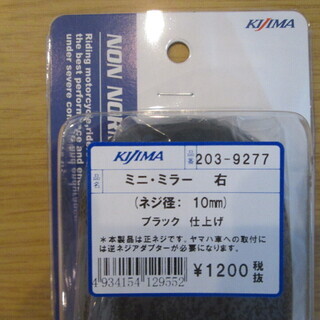 KIJIMA
NON NOR
Riding motorcycle
the best performance and
under severe
KIJIMA
品番
203-9277
品名
ミニ・ミラー 右
(ネジ径: 10mm)
ブラック 仕上げ
*本製品は正ネジです。ヤマハ車への取付に
は逆ネジアダプターが必要になります。
4 934154 129552
¥1200 税抜